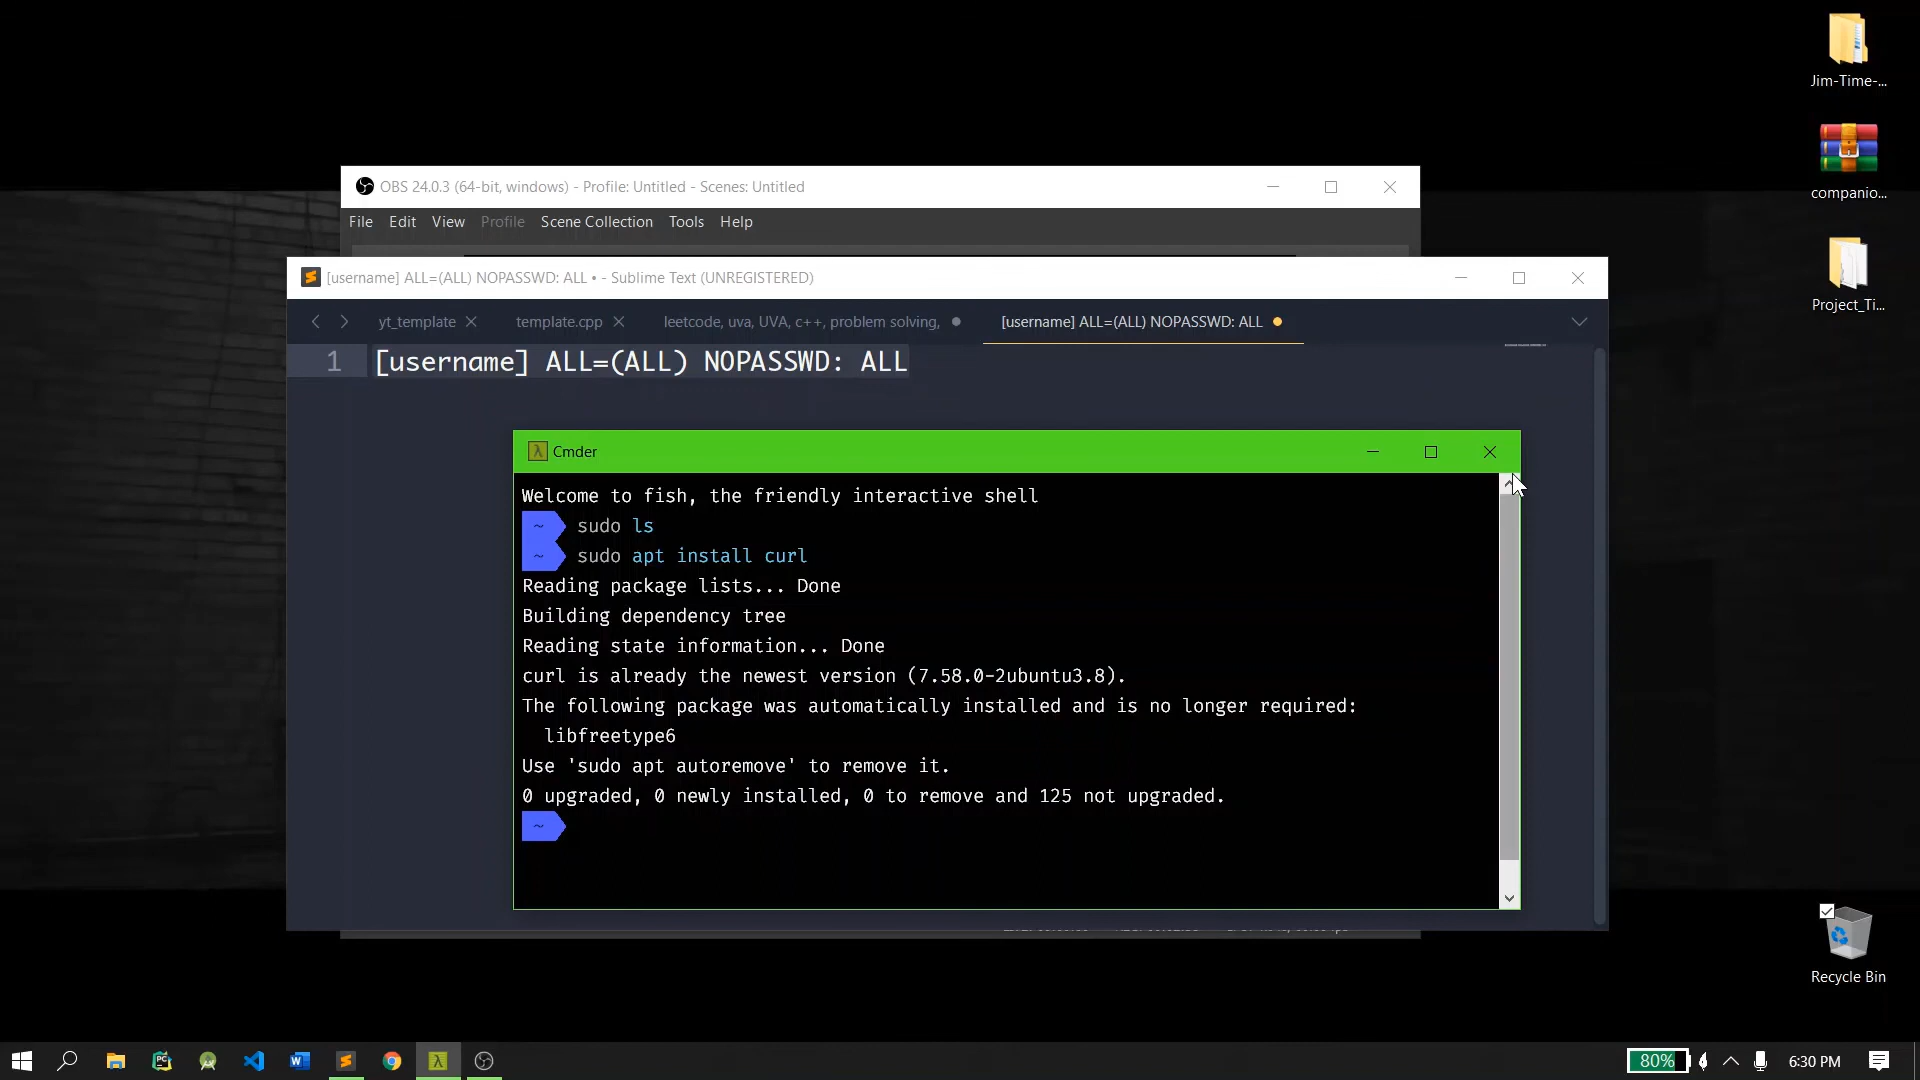 Jim-Time-...
companio...
Project_Ti...
OBS 24.0.3 (64-bit, windows) - Profile: Untitled - Scenes: Untitled
File Edit View Profile Scene Collection Tools Help
[username] ALL=(ALL) NOPASSWD: ALL • - Sublime Text (UNREGISTERED)
yt_template template.cpp leetcode, uva, UVA, c++, problem solving, [username] ALL=(ALL) NOPASSWD: ALL
1 [username] ALL=(ALL) NOPASSWD: ALL
Cmder
Welcome to fish, the friendly interactive shell
~ sudo ls
~ sudo apt install curl
Reading package lists... Done
Building dependency tree
Reading state information... Done
curl is already the newest version (7.58.0-2ubuntu3.8).
The following package was automatically installed and is no longer required:
libfreetype6
Use 'sudo apt autoremove' to remove it.
0 upgraded, 0 newly installed, 0 to remove and 125 not upgraded.
~
Recycle Bin
80% 6:30 PM